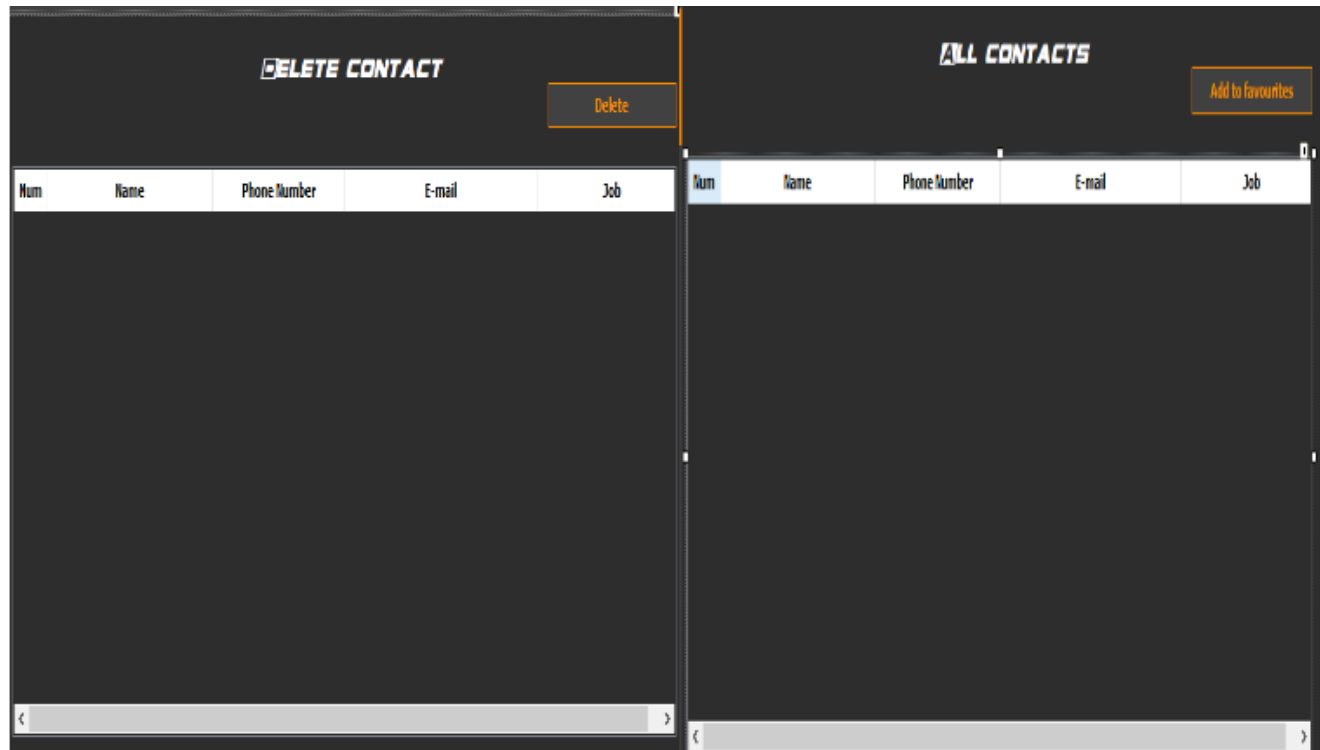 DELETE CONTACT
Delete
Num Name Phone Number E-mail Job
ALL CONTACTS
Add to favourites
Num Name Phone Number E-mail Job